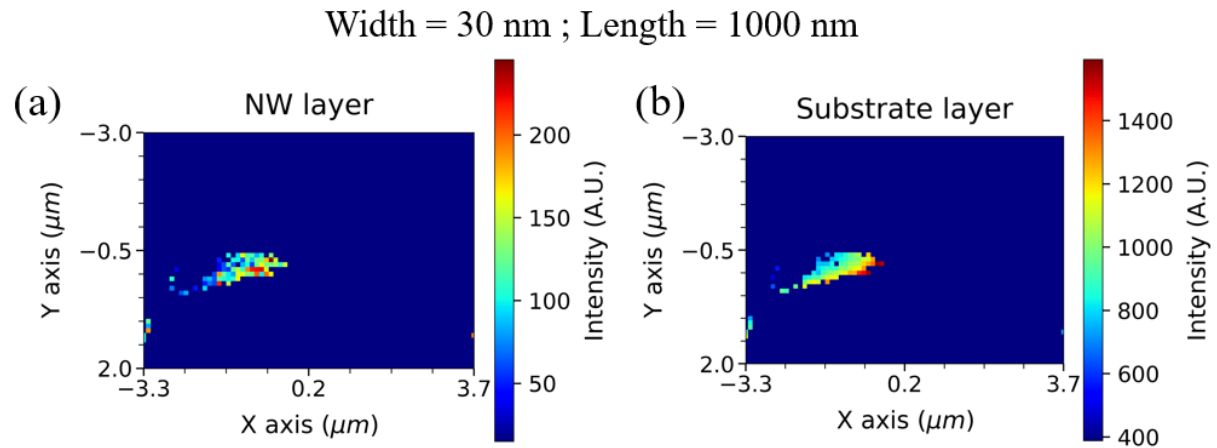 Width = 30 nm ; Length = 1000 nm
(a)
NW layer
−3.0
−0.5
2.0
Y axis (μm)
−3.3
0.2
3.7
X axis (μm)
200
150
100
50
Intensity (A.U.)
(b)
Substrate layer
−3.0
−0.5
2.0
Y axis (μm)
−3.3
0.2
3.7
X axis (μm)
1400
1200
1000
800
600
400
Intensity (A.U.)